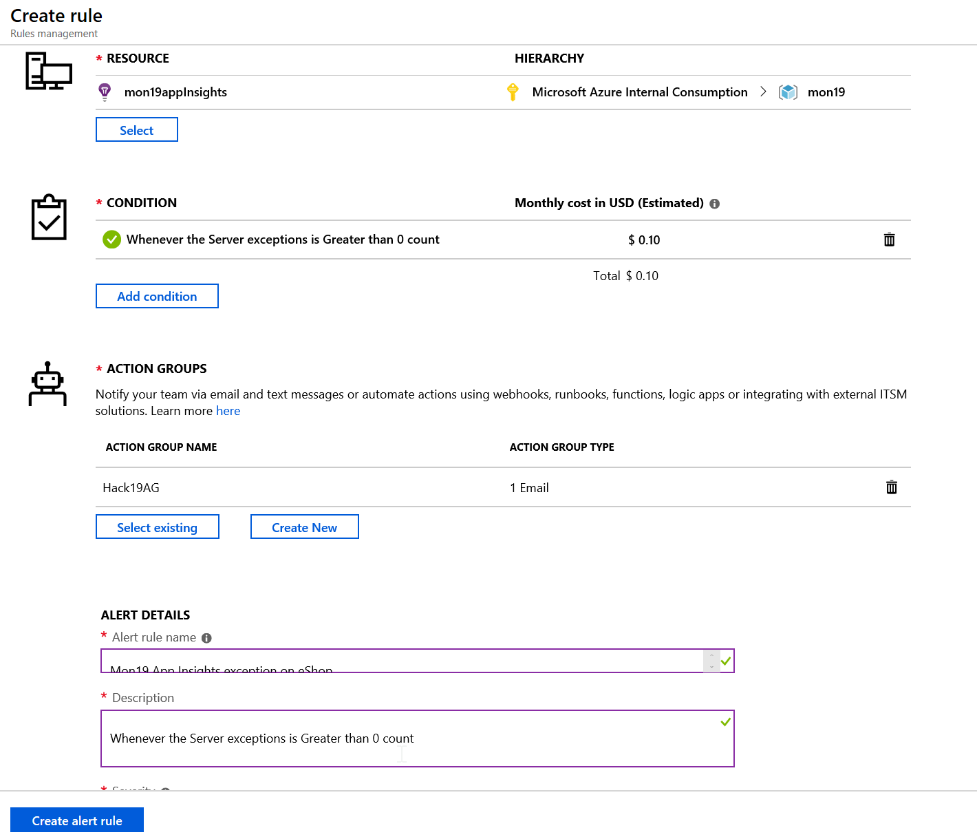 Create rule
Rules management
* RESOURCE
HIERARCHY
mon19appInsights
Microsoft Azure Internal Consumption > mon19
Select
* CONDITION
Monthly cost in USD (Estimated)
Whenever the Server exceptions is Greater than 0 count
$ 0.10
Total $ 0.10
Add condition
* ACTION GROUPS
Notify your team via email and text messages or automate actions using webhooks, runbooks, functions, logic apps or integrating with external ITSM
solutions. Learn more here
ACTION GROUP NAME
ACTION GROUP TYPE
Hack19AG
1 Email
Select existing
Create New
ALERT DETAILS
* Alert rule name
Mon19 App Insights exception on eShop
* Description
Whenever the Server exceptions is Greater than 0 count
* Severity
Create alert rule